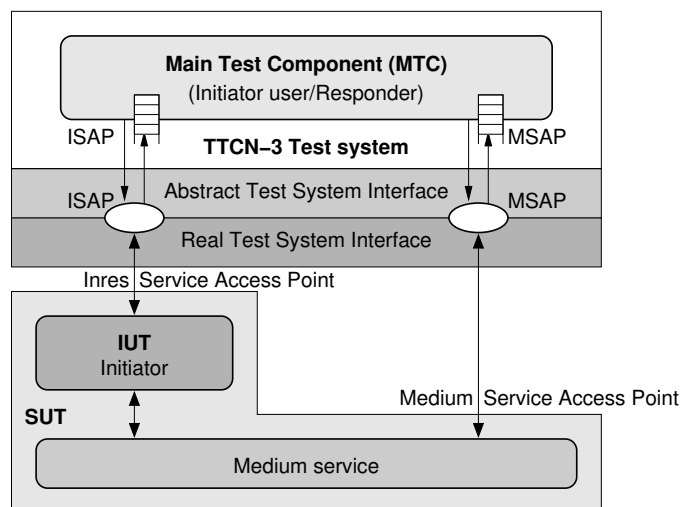 Main Test Component (MTC)
(Initiator user/Responder)
ISAP
MSAP
TTCN−3 Test system
ISAP
Abstract Test System Interface
MSAP
Real Test System Interface
Inres Service Access Point
IUT
Initiator
Medium Service Access Point
SUT
Medium service